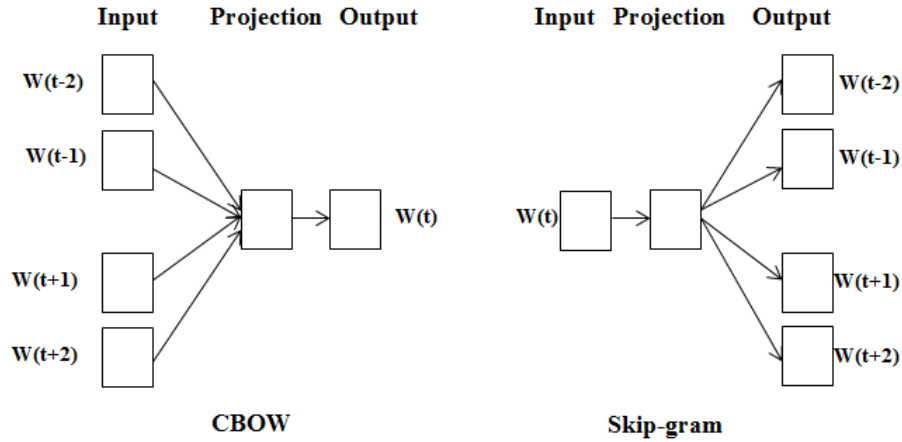 Input Projection Output
W(t-2)
W(t-1)
W(t)
W(t+1)
W(t+2)
CBOW
Input Projection Output
W(t-2)
W(t-1)
W(t)
W(t+1)
W(t+2)
Skip-gram